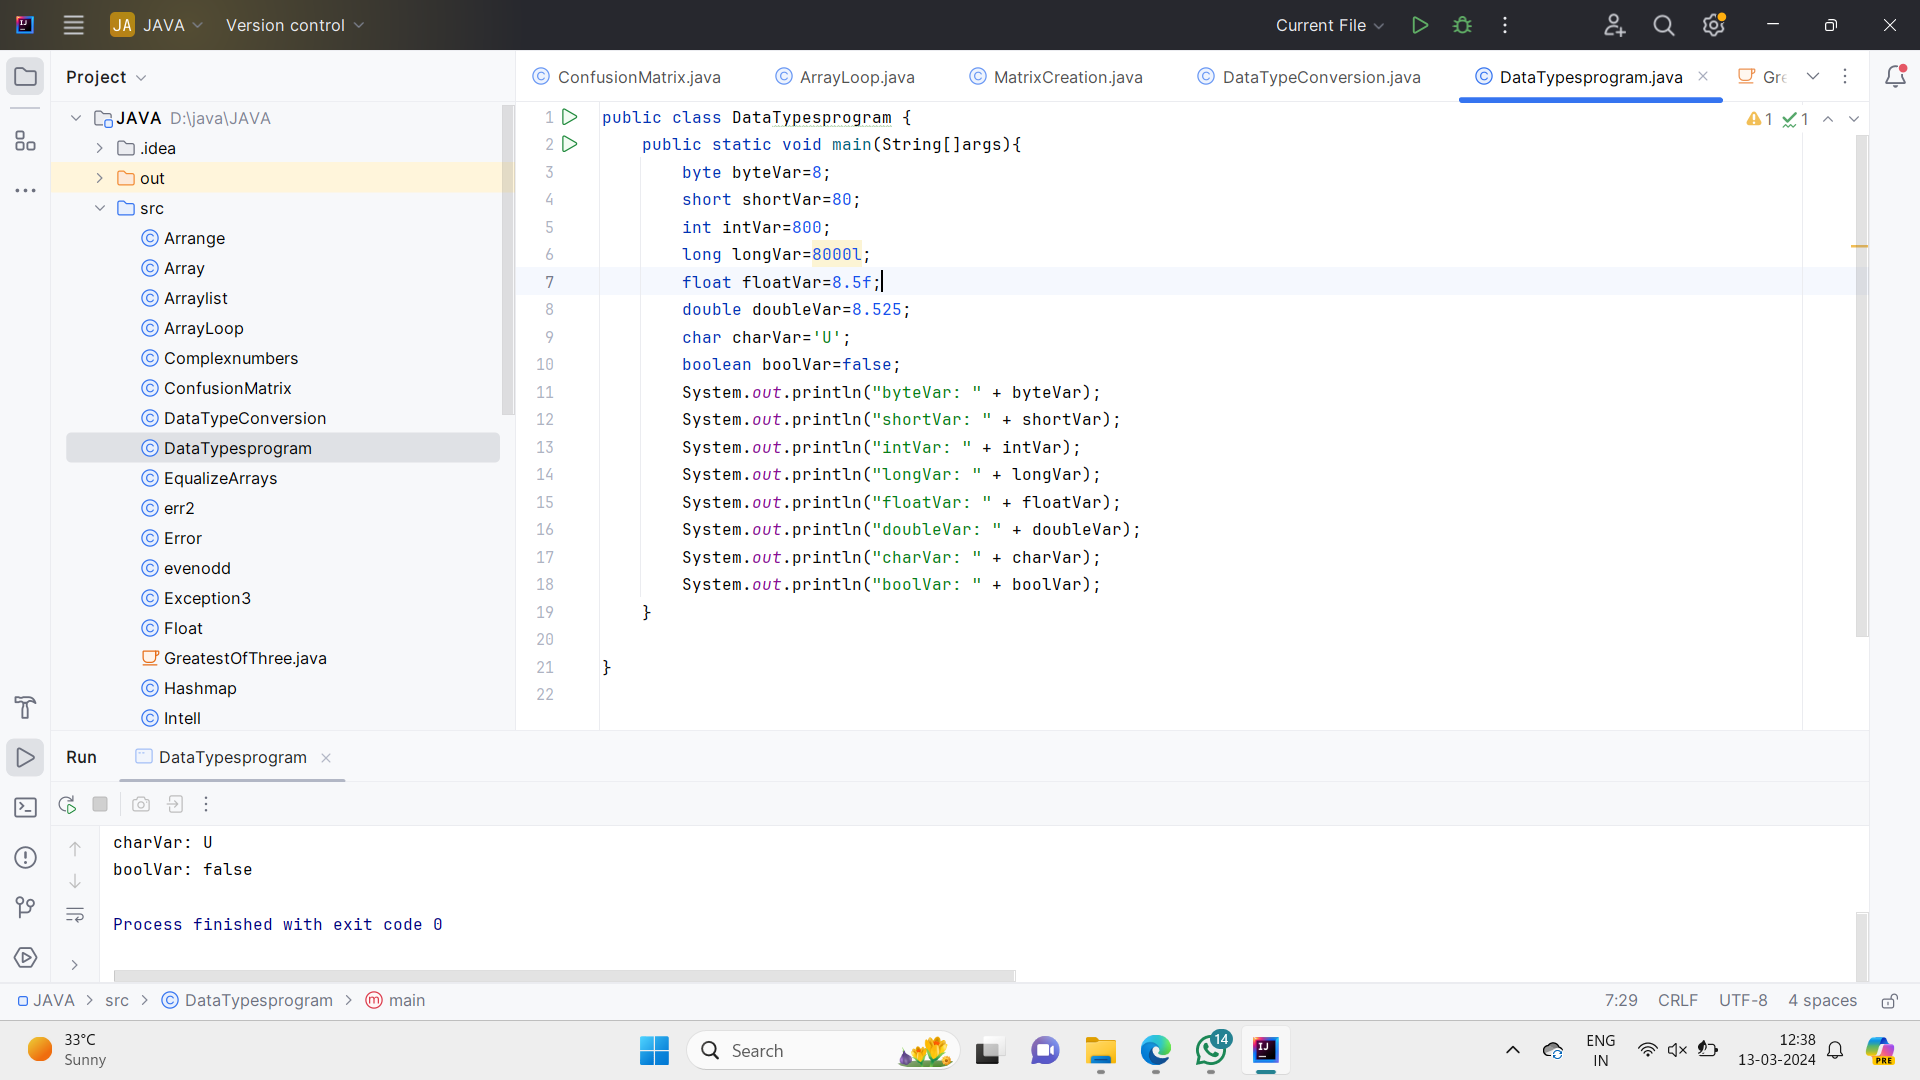 JA JAVA Version control Current File
Project
ConfusionMatrix.java ArrayLoop.java MatrixCreation.java DataTypeConversion.java DataTypesprogram.java Gre
JAVA D:\java\JAVA
.idea
out
src
Arrange
Array
Arraylist
ArrayLoop
Complexnumbers
ConfusionMatrix
DataTypeConversion
DataTypesprogram
EqualizeArrays
err2
Error
evenodd
Exception3
Float
GreatestOfThree.java
Hashmap
Intell
1 public class DataTypesprogram {
1 1
2 public static void main(String[]args){
3 byte byteVar=8;
4 short shortVar=80;
5 int intVar=800;
6 long longVar=8000l;
7 float floatVar=8.5f;
8 double doubleVar=8.525;
9 char charVar='U';
10 boolean boolVar=false;
11 System.out.println("byteVar: " + byteVar);
12 System.out.println("shortVar: " + shortVar);
13 System.out.println("intVar: " + intVar);
14 System.out.println("longVar: " + longVar);
15 System.out.println("floatVar: " + floatVar);
16 System.out.println("doubleVar: " + doubleVar);
17 System.out.println("charVar: " + charVar);
18 System.out.println("boolVar: " + boolVar);
19 }
20
21 }
22
Run DataTypesprogram
charVar: U
boolVar: false
Process finished with exit code 0
JAVA > src > DataTypesprogram > main 7:29 CRLF UTF-8 4 spaces
33°C
Sunny
Search
14
IJ
ENG
IN
12:38
13-03-2024
PRE